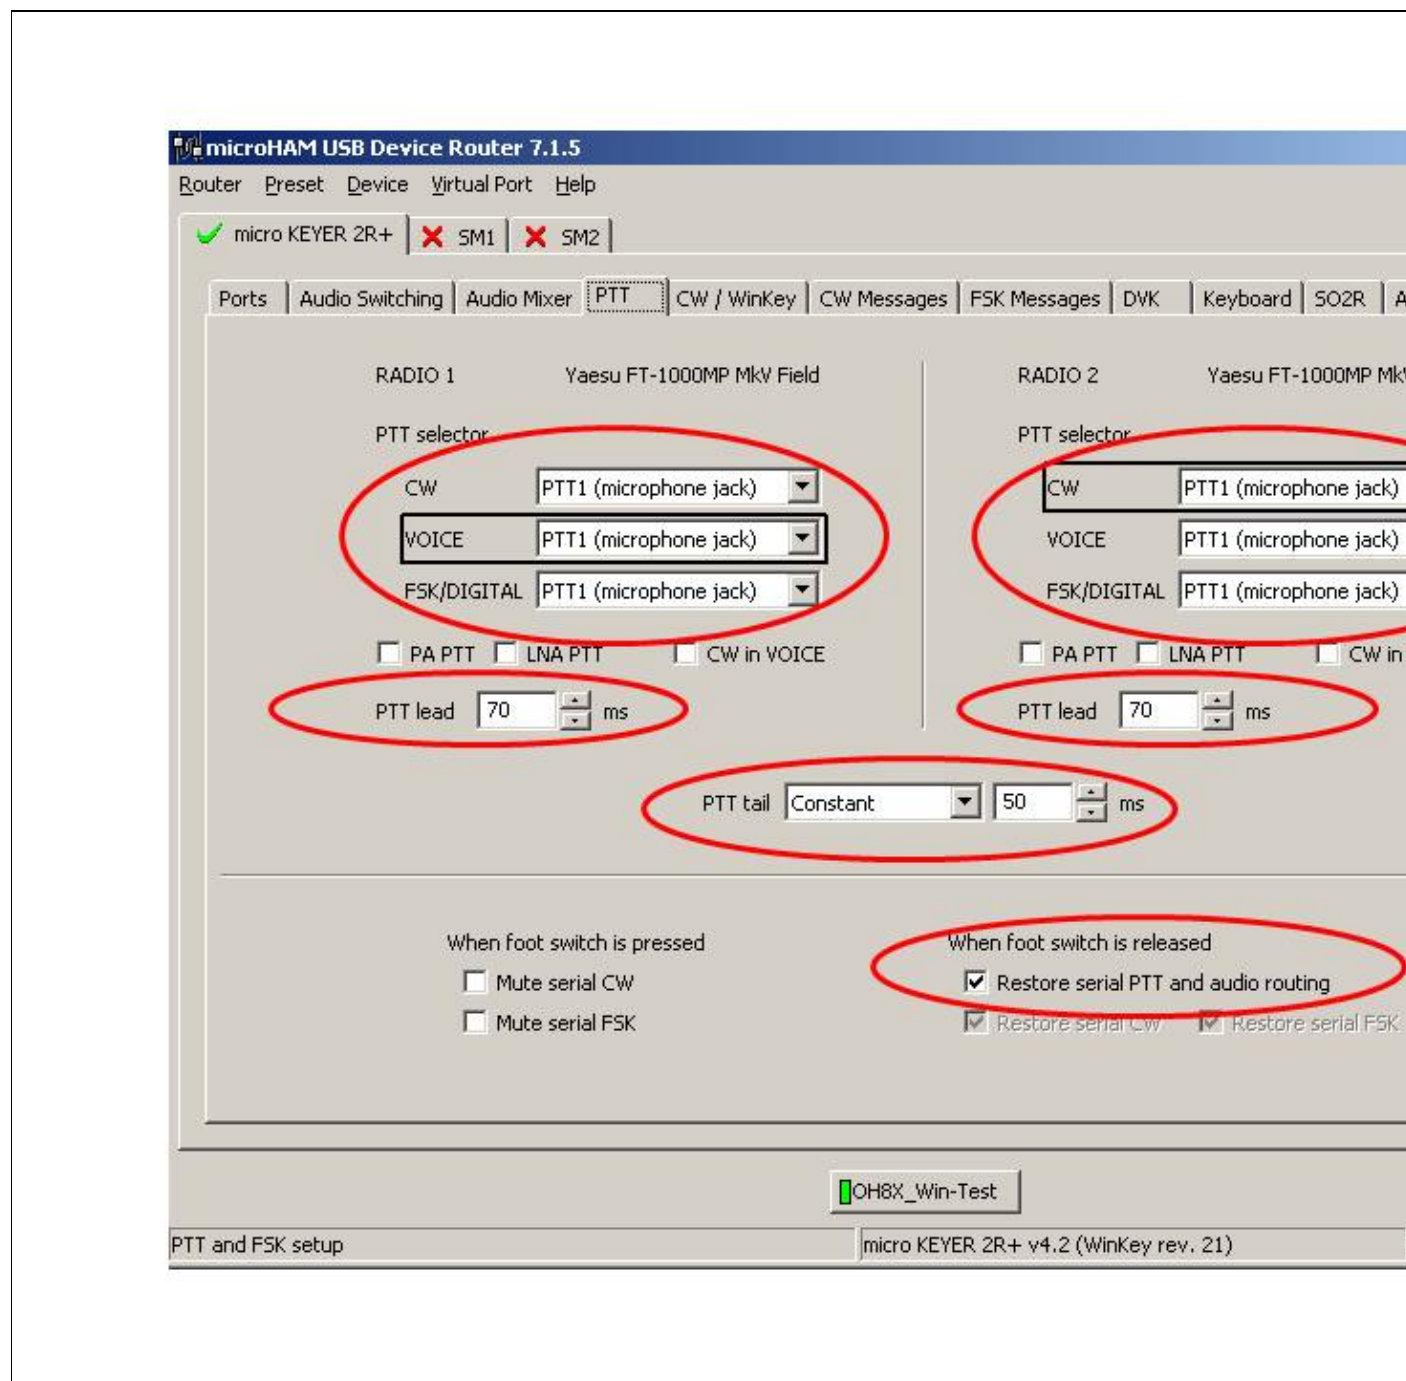 microHAM USB Device Router 7.1.5
Router Preset Device Virtual Port Help
micro KEYER 2R+ SM1 SM2
Ports Audio Switching Audio Mixer PTT CW / WinKey CW Messages FSK Messages DVK Keyboard SO2R A
RADIO 1 Yaesu FT-1000MP MkV Field RADIO 2 Yaesu FT-1000MP MkV
PTT selector PTT selector
CW PTT1 (microphone jack) CW PTT1 (microphone jack)
VOICE PTT1 (microphone jack) VOICE PTT1 (microphone jack)
FSK/DIGITAL PTT1 (microphone jack) FSK/DIGITAL PTT1 (microphone jack)
PA PTT LNA PTT CW in VOICE PA PTT LNA PTT CW in
PTT lead 70 ms PTT lead 70 ms
PTT tail Constant 50 ms
When foot switch is pressed When foot switch is released
Mute serial CW Restore serial PTT and audio routing
Mute serial FSK Restore serial CW Restore serial FSK
OH8X_Win-Test
PTT and FSK setup micro KEYER 2R+ v4.2 (WinKey rev. 21)